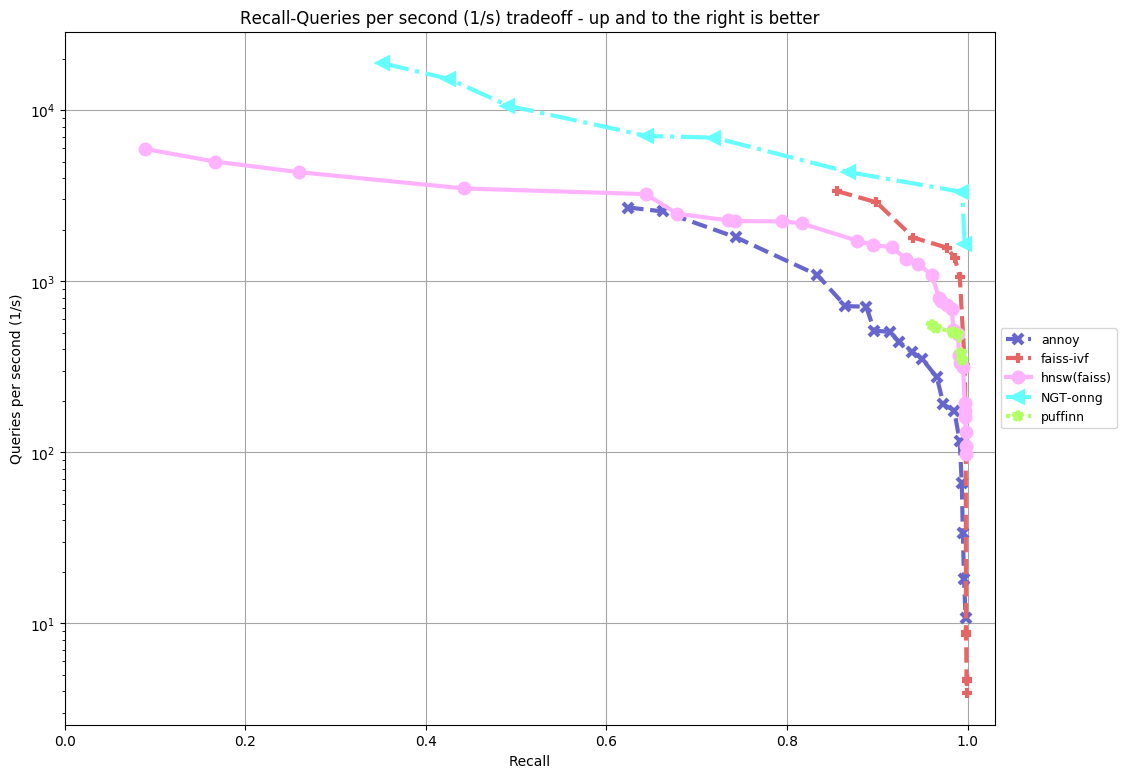 Recall-Queries per second (1/s) tradeoff - up and to the right is better
Queries per second (1/s)
10⁴
10³
10²
10¹
0.0 0.2 0.4 0.6 0.8 1.0
Recall
annoy
faiss-ivf
hnsw(faiss)
NGT-onng
puffinn